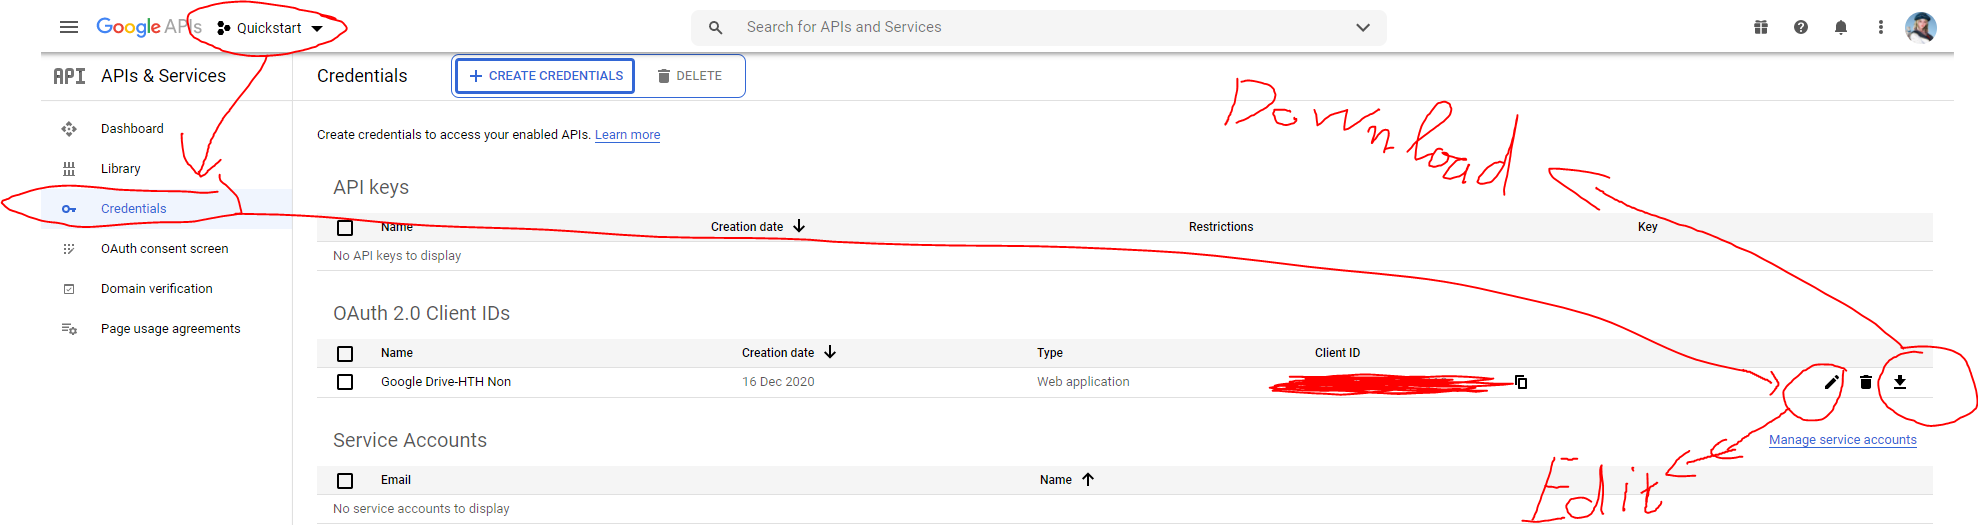 Google APIs Quickstart Search for APIs and Services
API APIs & Services Credentials + CREATE CREDENTIALS DELETE
Download
Dashboard
Create credentials to access your enabled APIs. Learn more
Library
API keys
Credentials
Name Creation date Restrictions Key
OAuth consent screen
No API keys to display
Domain verification
OAuth 2.0 Client IDs
Page usage agreements
Name Creation date Type Client ID
Google Drive-HTH Non 16 Dec 2020 Web application
Service Accounts Manage service accounts
Email Name
Edit
No service accounts to display